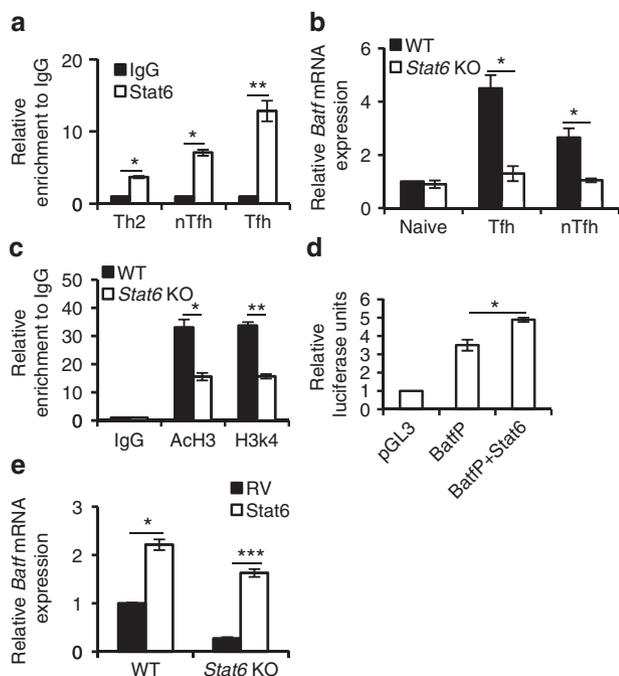 a
IgG
Stat6
Relative
enrichment to IgG
20
10
0
*
*
**
Th2
nTfh
Tfh
b
WT
Stat6 KO
Relative Batf mRNA
expression
6
4
2
0
*
*
Naive
Tfh
nTfh
c
WT
Stat6 KO
Relative
enrichment to IgG
50
40
30
20
10
0
*
**
IgG
AcH3
H3k4
d
Relative
luciferase units
6
5
4
3
2
1
0
*
pGL3
BatfP
BatfP+Stat6
e
RV
Stat6
Relative Batf mRNA
expression
3
2
1
0
*
***
WT
Stat6 KO